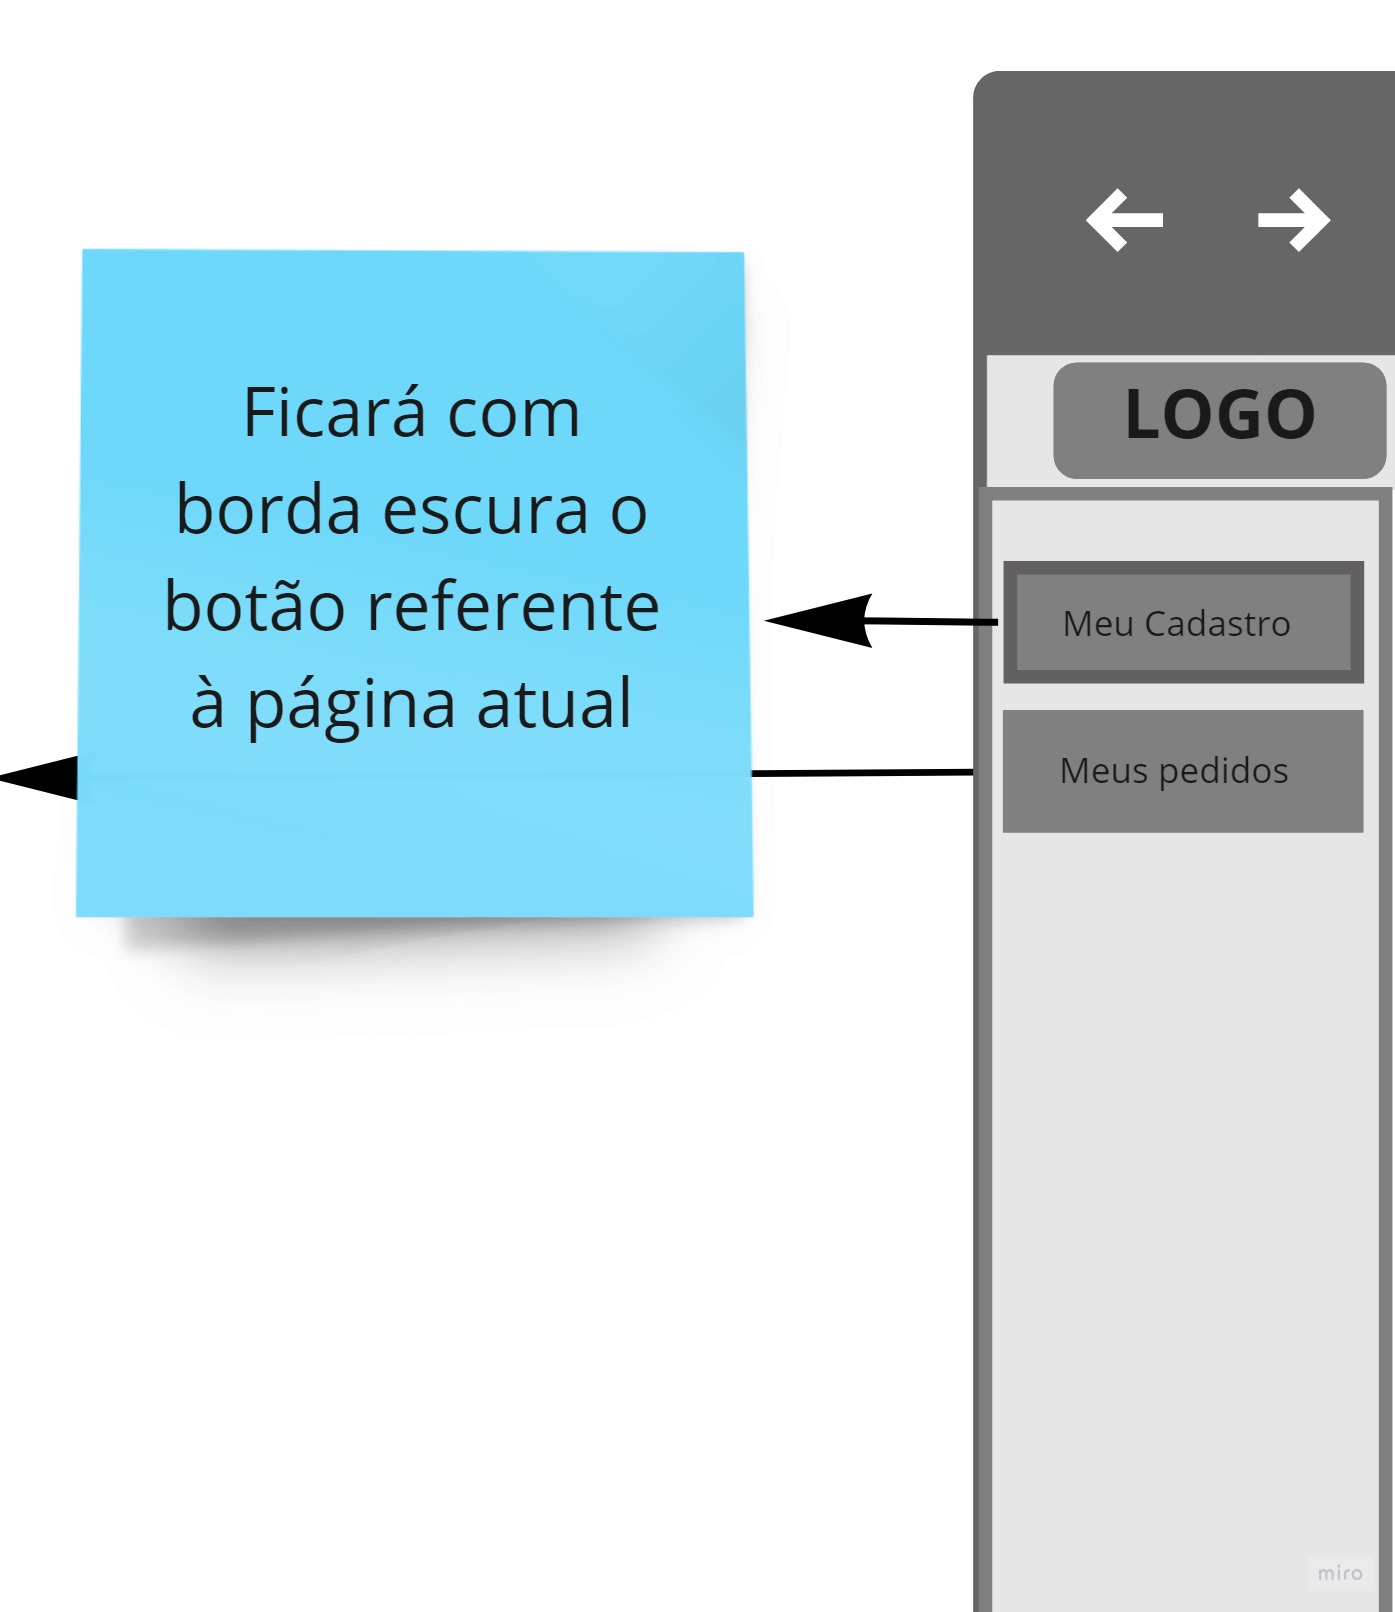 Ficará com
borda escura o
botão referente
à página atual
LOGO
Meu Cadastro
Meus pedidos
miro